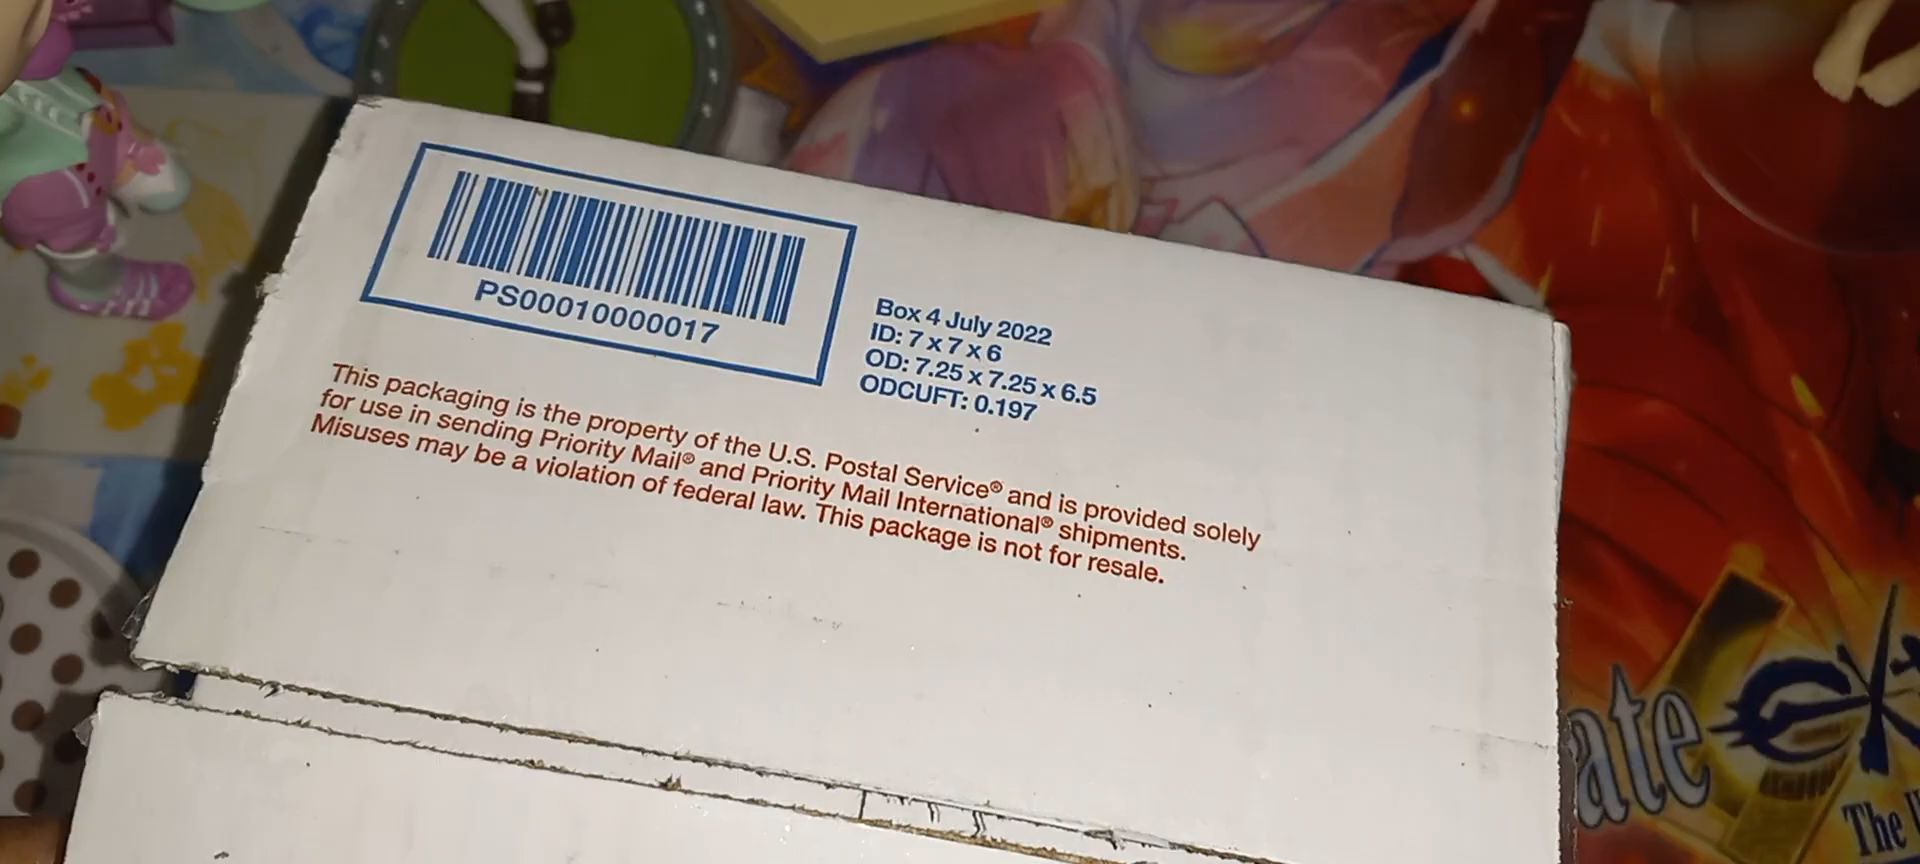 PS00010000017
Box 4 July 2022
ID: 7 x 7 x 6
OD: 7.25 x 7.25 x 6.5
ODCUFT: 0.197
This packaging is the property of the U.S. Postal Service® and is provided solely
for use in sending Priority Mail® and Priority Mail International® shipments.
Misuses may be a violation of federal law. This package is not for resale.
ate
The